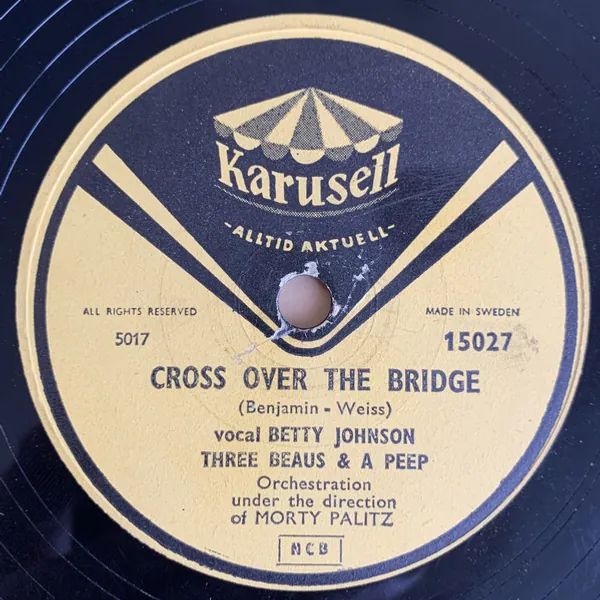 Karusell
-ALLTID AKTUELL-
ALL RIGHTS RESERVED
MADE IN SWEDEN
5017
15027
CROSS OVER THE BRIDGE
(Benjamin - Weiss)
vocal BETTY JOHNSON
THREE BEAUS & A PEEP
Orchestration
under the direction
of MORTY PALITZ
NCB